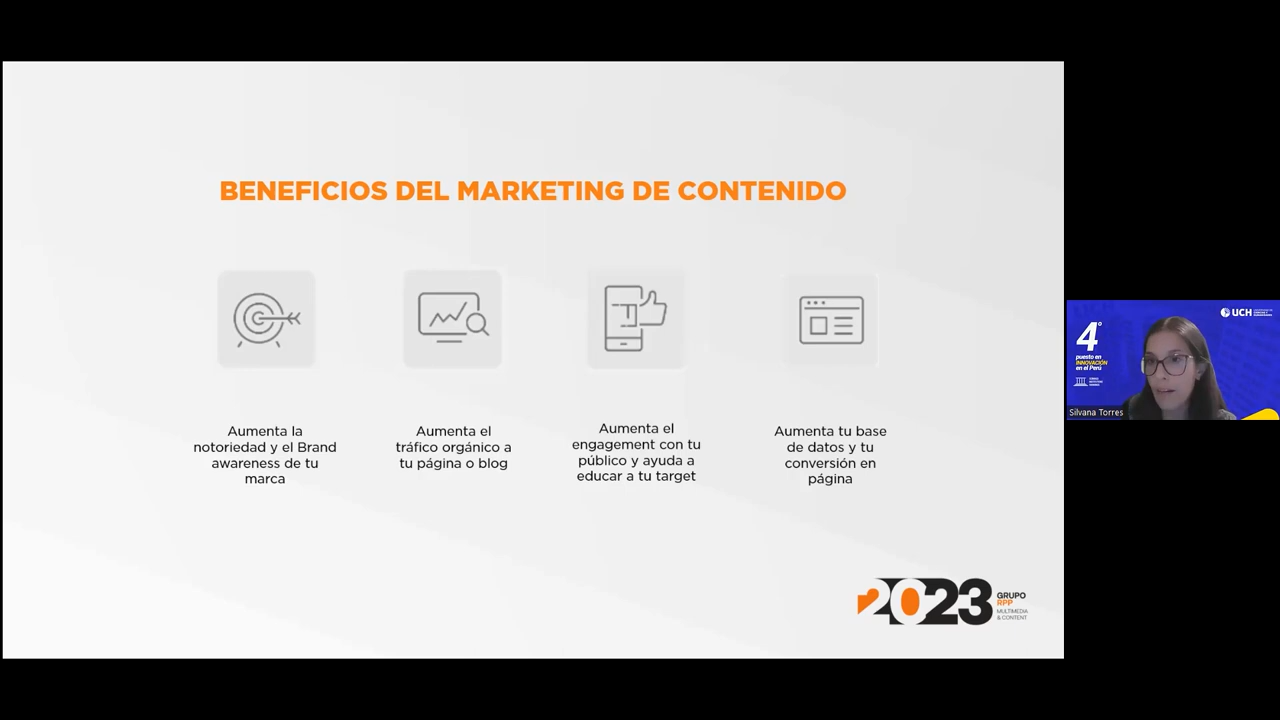 BENEFICIOS DEL MARKETING DE CONTENIDO
Aumenta la
notoriedad y el Brand
awareness de tu
marca
Aumenta el
tráfico orgánico a
tu página o blog
Aumenta el
engagement con tu
público y ayuda a
educar a tu target
Aumenta tu base
de datos y tu
conversión en
página
2023
GRUPO
RPP
MULTIMEDIA
& CONTENT
UCH
4°
puesto en
INNOVACIÓN
en el Perú
Silvana Torres